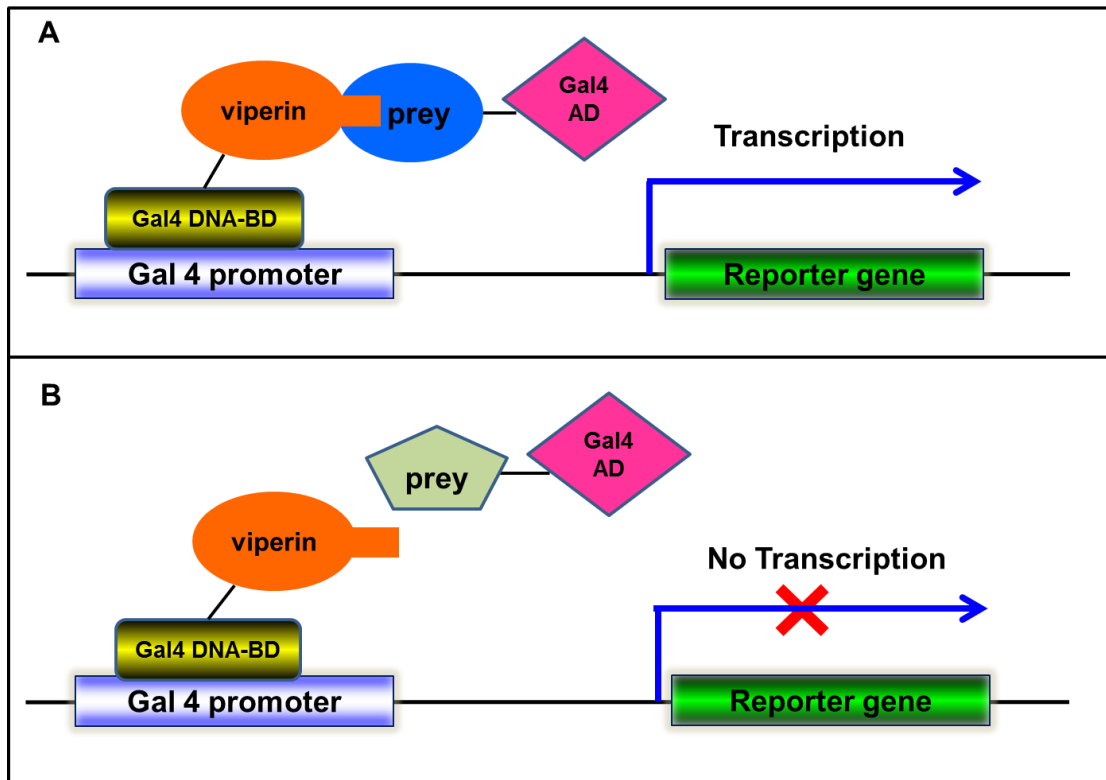 A
viperin
prey
Gal4
AD
Transcription
Gal4 DNA-BD
Gal 4 promoter
Reporter gene
B
prey
Gal4
AD
viperin
No Transcription
Gal4 DNA-BD
Gal 4 promoter
Reporter gene